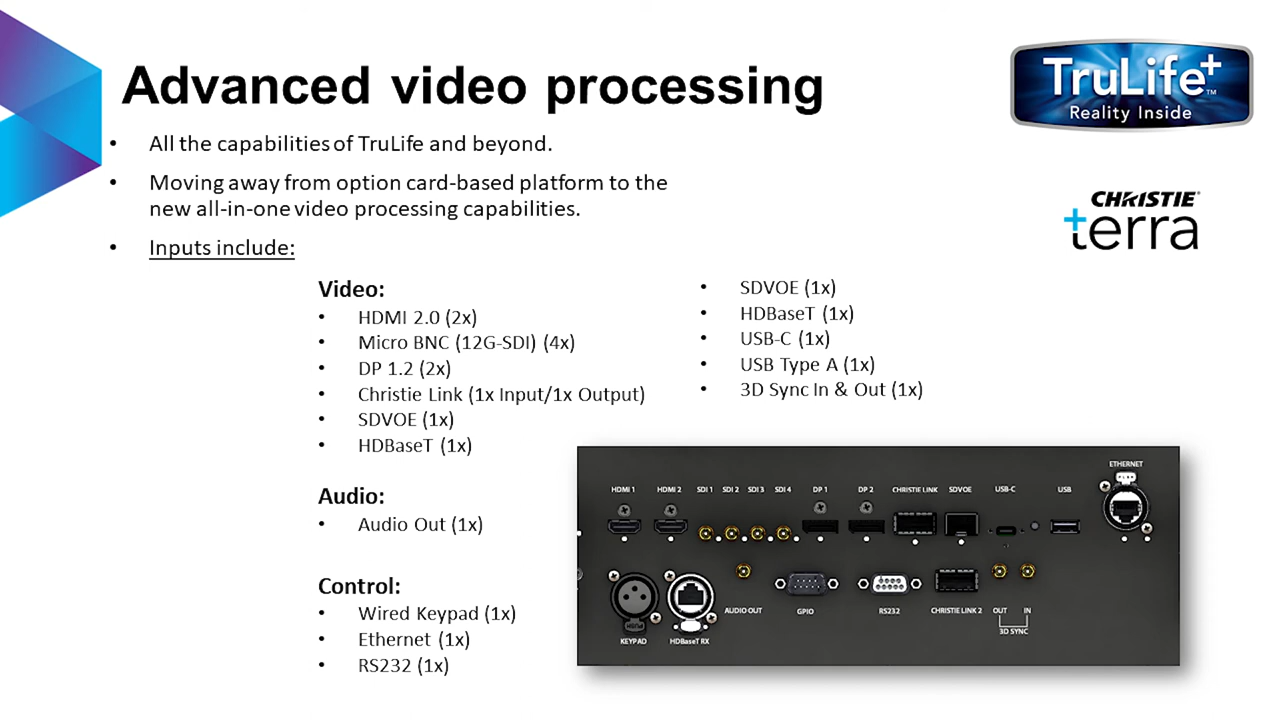 Advanced video processing
TruLife+™
Reality Inside
CHRISTIE®
terra
• All the capabilities of TruLife and beyond.
• Moving away from option card-based platform to the
new all-in-one video processing capabilities.
• Inputs include:
Video:
• HDMI 2.0 (2x)
• Micro BNC (12G-SDI) (4x)
• DP 1.2 (2x)
• Christie Link (1x Input/1x Output)
• SDVOE (1x)
• HDBaseT (1x)
Audio:
• Audio Out (1x)
Control:
• Wired Keypad (1x)
• Ethernet (1x)
• RS232 (1x)
• SDVOE (1x)
• HDBaseT (1x)
• USB-C (1x)
• USB Type A (1x)
• 3D Sync In & Out (1x)
ETHERNET
HDMI 1 HDMI 2 SDI 1 SDI 2 SDI 3 SDI 4 DP 1 DP 2 CHRISTIE LINK SDVOE USB-C USB
PUSH
AUDIO OUT GPIO RS232 CHRISTIE LINK 2 OUT IN
3D SYNC
KEYPAD HDBaseT RX